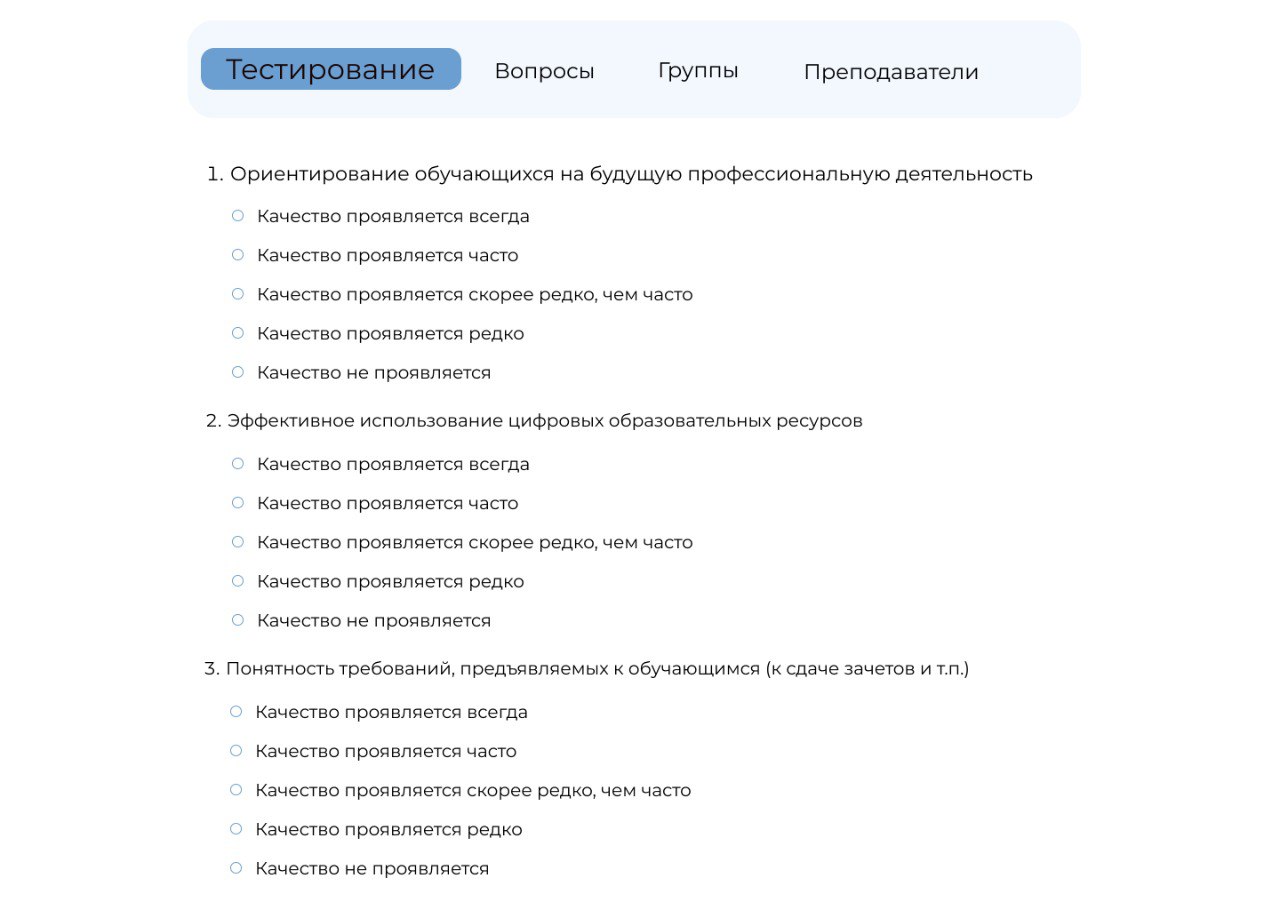 Тестирование Вопросы Группы Преподаватели
1. Ориентирование обучающихся на будущую профессиональную деятельность
Качество проявляется всегда
Качество проявляется часто
Качество проявляется скорее редко, чем часто
Качество проявляется редко
Качество не проявляется
2. Эффективное использование цифровых образовательных ресурсов
Качество проявляется всегда
Качество проявляется часто
Качество проявляется скорее редко, чем часто
Качество проявляется редко
Качество не проявляется
3. Понятность требований, предъявляемых к обучающимся (к сдаче зачетов и т.п.)
Качество проявляется всегда
Качество проявляется часто
Качество проявляется скорее редко, чем часто
Качество проявляется редко
Качество не проявляется